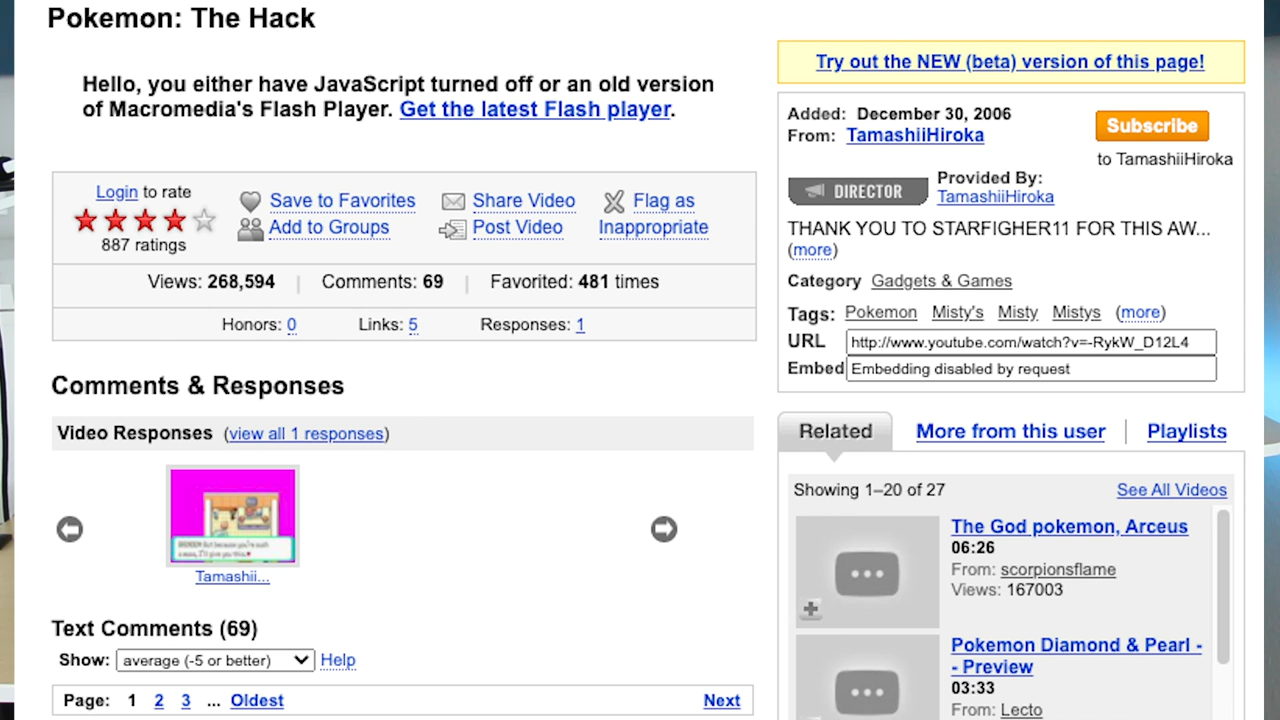 Pokemon: The Hack
Hello, you either have JavaScript turned off or an old version
of Macromedia's Flash Player. Get the latest Flash player.
Login to rate
887 ratings
Save to Favorites
Add to Groups
Share Video
Post Video
Flag as
Inappropriate
Views: 268,594 | Comments: 69 | Favorited: 481 times
Honors: 0 Links: 5 Responses: 1
Comments & Responses
Video Responses (view all 1 responses)
Tamashii...
Text Comments (69)
Show: average (-5 or better) Help
Page: 1 2 3 ... Oldest Next
Try out the NEW (beta) version of this page!
Added: December 30, 2006
From: TamashiiHiroka
Subscribe
to TamashiiHiroka
DIRECTOR
Provided By:
TamashiiHiroka
THANK YOU TO STARFIGHER11 FOR THIS AW...
(more)
Category Gadgets & Games
Tags: Pokemon Misty's Misty Mistys (more)
URL http://www.youtube.com/watch?v=-RykW_D12L4
Embed Embedding disabled by request
Related More from this user | Playlists
Showing 1–20 of 27 See All Videos
The God pokemon, Arceus
06:26
From: scorpionsflame
Views: 167003
Pokemon Diamond & Pearl -
- Preview
03:33
From: Lecto